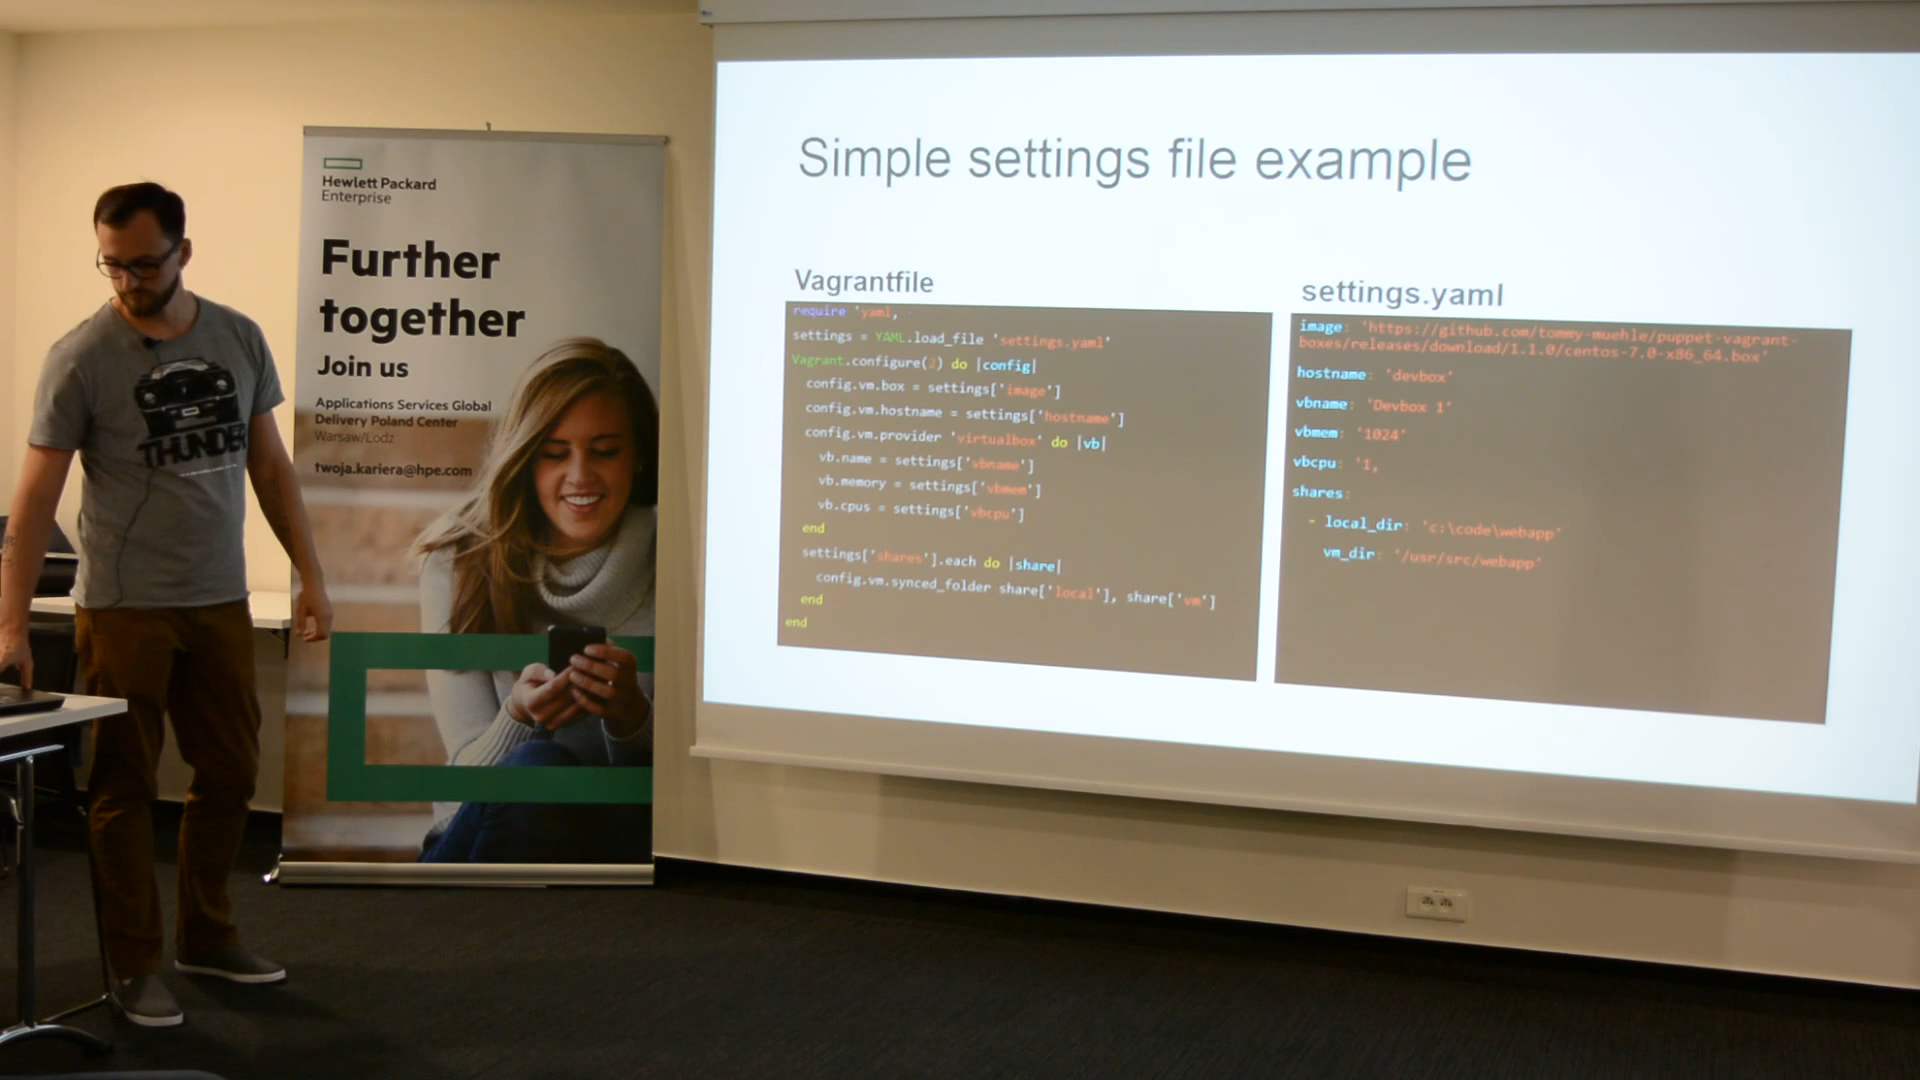 Hewlett Packard
Enterprise
Further
together
Join us
Applications Services Global
Delivery Poland Center
Warsaw/Lodz
twoja.kariera@hpe.com
THUNDER
Simple settings file example
Vagrantfile
require 'yaml,
settings = YAML.load_file 'settings.yaml'
Vagrant.configure(2) do |config|
config.vm.box = settings['image']
config.vm.hostname = settings['hostname']
config.vm.provider 'virtualbox' do |vb|
vb.name = settings['vbname']
vb.memory = settings['vbmem']
vb.cpus = settings['vbcpu']
end
settings['shares'].each do |share|
config.vm.synced_folder share['local'], share['vm']
end
end
settings.yaml
image: 'https://github.com/tommy-muehle/puppet-vagrant-
boxes/releases/download/1.1.0/centos-7.0-x86_64.box'
hostname: 'devbox'
vbname: 'Devbox 1'
vbmem: '1024'
vbcpu: '1,
shares:
- local_dir: 'c:\code\webapp'
vm_dir: '/usr/src/webapp'